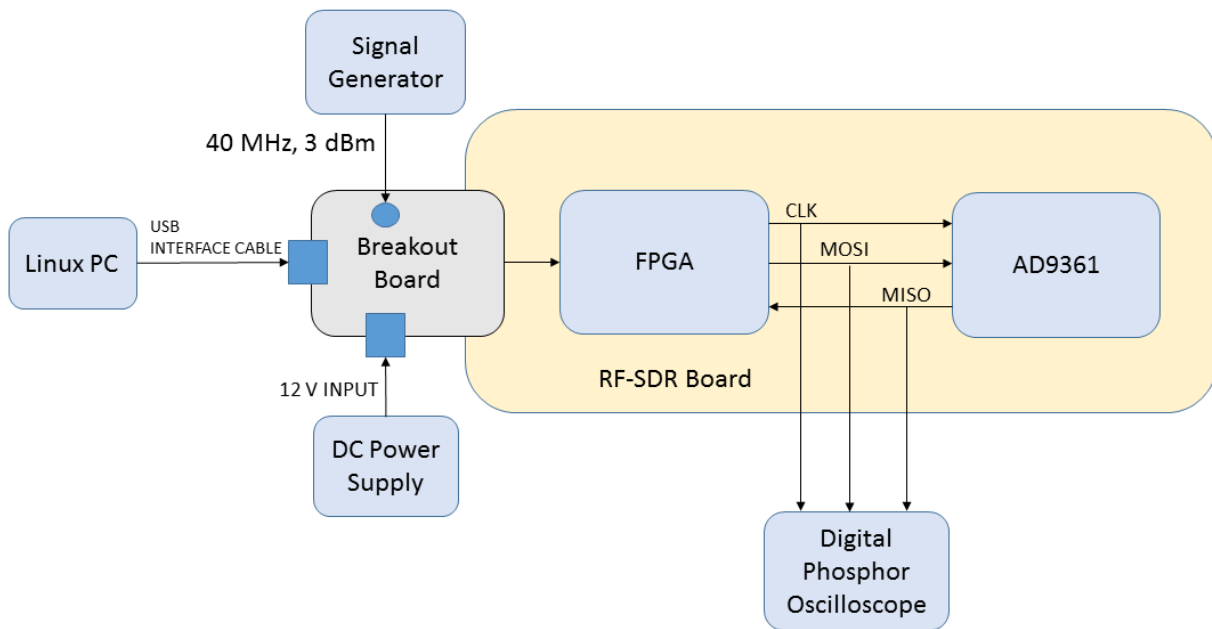 Signal
Generator
40 MHz, 3 dBm
USB
INTERFACE CABLE
Linux PC
Breakout
Board
FPGA
CLK
MOSI
MISO
AD9361
RF-SDR Board
12 V INPUT
DC Power
Supply
Digital
Phosphor
Oscilloscope